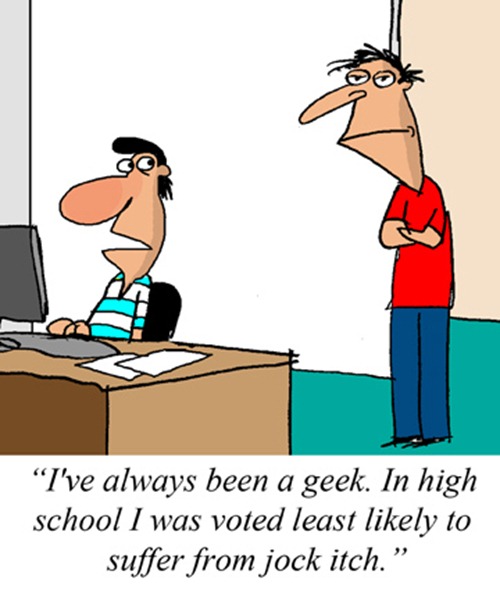 “I've always been a geek. In high
school I was voted least likely to
suffer from jock itch.”